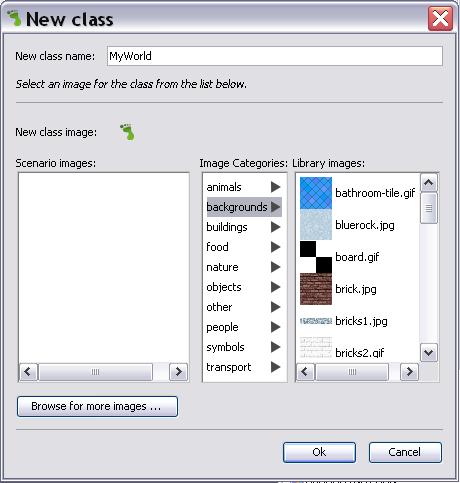 New class
New class name: MyWorld
Select an image for the class from the list below.
New class image:
Scenario images: Image Categories: Library images:
animals
backgrounds
buildings
food
nature
objects
other
people
symbols
transport
bathroom-tile.gif
bluerock.jpg
board.gif
brick.jpg
bricks1.jpg
bricks2.gif
Browse for more images ...
Ok Cancel